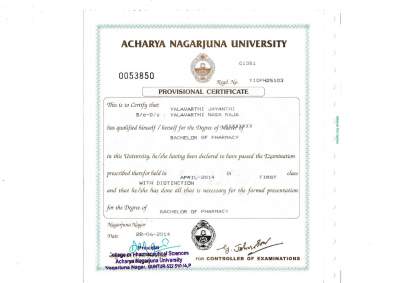 ACHARYA NAGARJUNA UNIVERSITY
01381
0053850
Regd. No. Y10PH20103
PROVISIONAL CERTIFICATE
This is to Certify that YALAVARTHI JAYANTHI
S/o-D/o : YALAVARTHI NAGA RAJA
has qualified himself / herself for the Degree of Master of
BACHELOR OF PHARMACY
in this University, he/she having been declared to have passed the Examination
prescribed therefor held in APRIL-2014 in FIRST class
WITH DISTINCTION
and that he/she has done all that is necessary for the formal presentation
for the Degree of
BACHELOR OF PHARMACY
Nagarjuna Nagar
Date 20-06-2014
Principal
College of Pharmaceutical Sciences
Acharya Nagarjuna University
Nagarjuna Nagar, GUNTUR-522 510 A.P
FOR CONTROLLER OF EXAMINATIONS